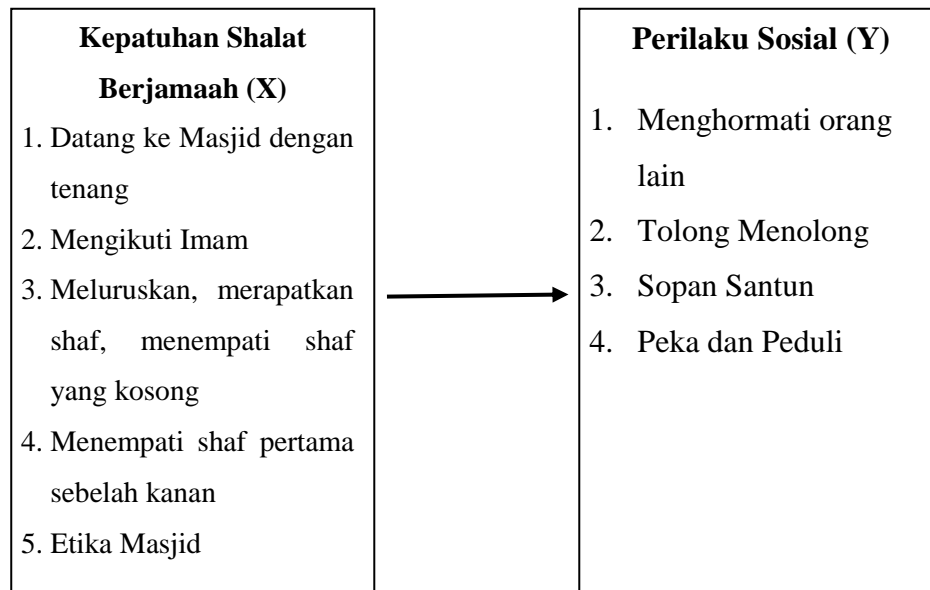 Kepatuhan Shalat
Berjamaah (X)
1. Datang ke Masjid dengan
tenang
2. Mengikuti Imam
3. Meluruskan, merapatkan
shaf, menempati shaf
yang kosong
4. Menempati shaf pertama
sebelah kanan
5. Etika Masjid
Perilaku Sosial (Y)
1. Menghormati orang
lain
2. Tolong Menolong
3. Sopan Santun
4. Peka dan Peduli